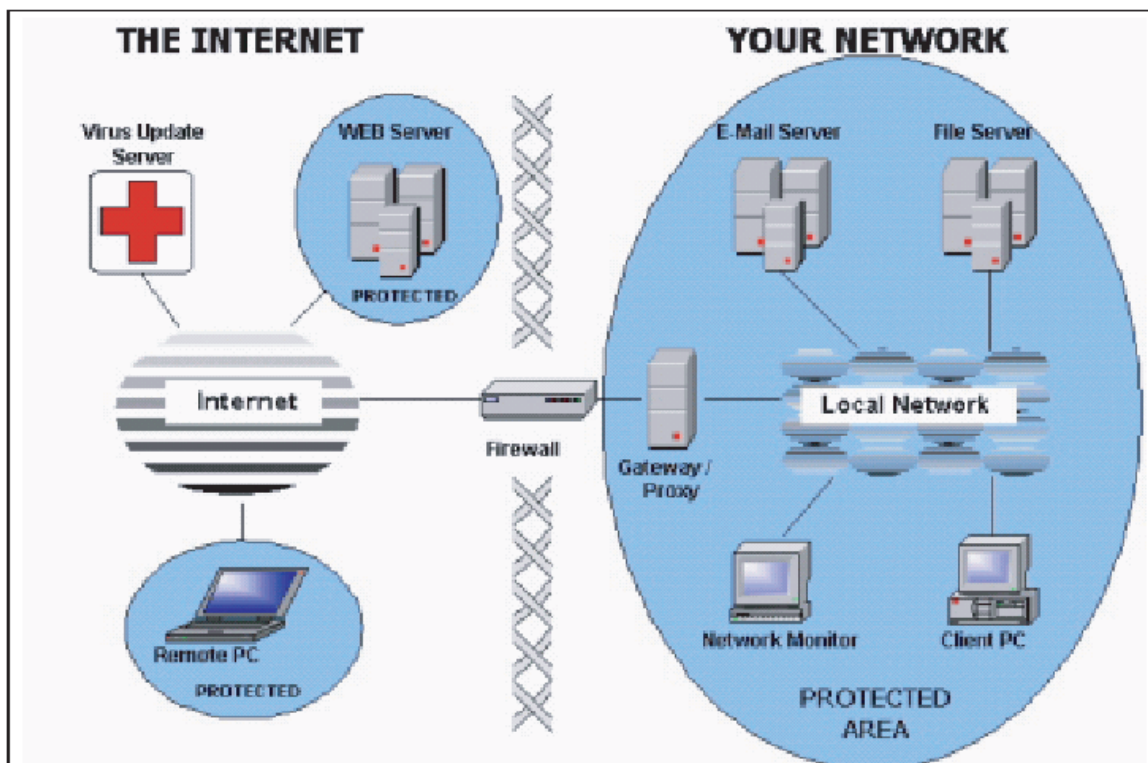 THE INTERNET
YOUR NETWORK
Virus Update
Server
WEB Server
PROTECTED
E-Mail Server
File Server
Internet
Firewall
Gateway /
Proxy
Local Network
Remote PC
PROTECTED
Network Monitor
Client PC
PROTECTED
AREA